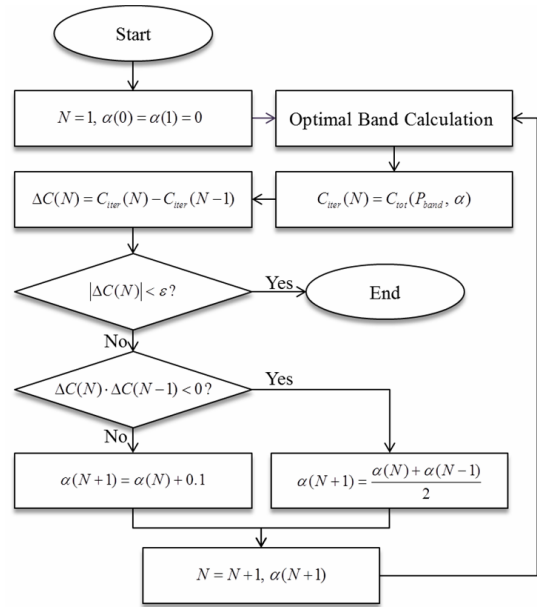 Start
N=1, α(0)=α(1)=0
Optimal Band Calculation
ΔC(N)=C_iter(N)−C_iter(N−1)
C_iter(N)=C_tot(P_band, α)
|ΔC(N)|<ε?
Yes
End
No
ΔC(N)·ΔC(N−1)<0?
Yes
No
α(N+1)=α(N)+0.1
α(N+1)=(α(N)+α(N−1))/2
N=N+1, α(N+1)